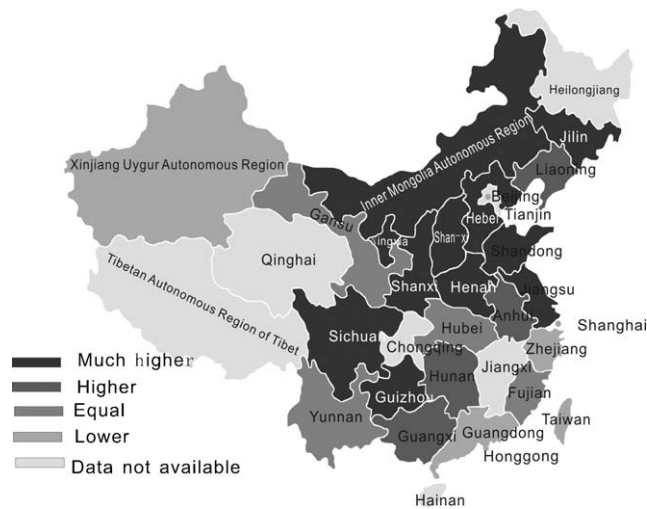 Heilongjiang
Jilin
Liaoning
Inner Mongolia Autonomous Region
Xinjiang Uygur Autonomous Region
Beijing
Hebei
Tianjin
Gansu
Shan-xi
Ningxia
Shandong
Qinghai
Tibetan Autonomous Region of Tibet
Shanxi
Henan
Jiangsu
Anhui
Shanghai
Sichuan
Hubei
Chongqing
Zhejiang
Jiangxi
Hunan
Guizhou
Fujian
Yunnan
Guangxi
Guangdong
Taiwan
Honggong
Hainan
Much higher
Higher
Equal
Lower
Data not available